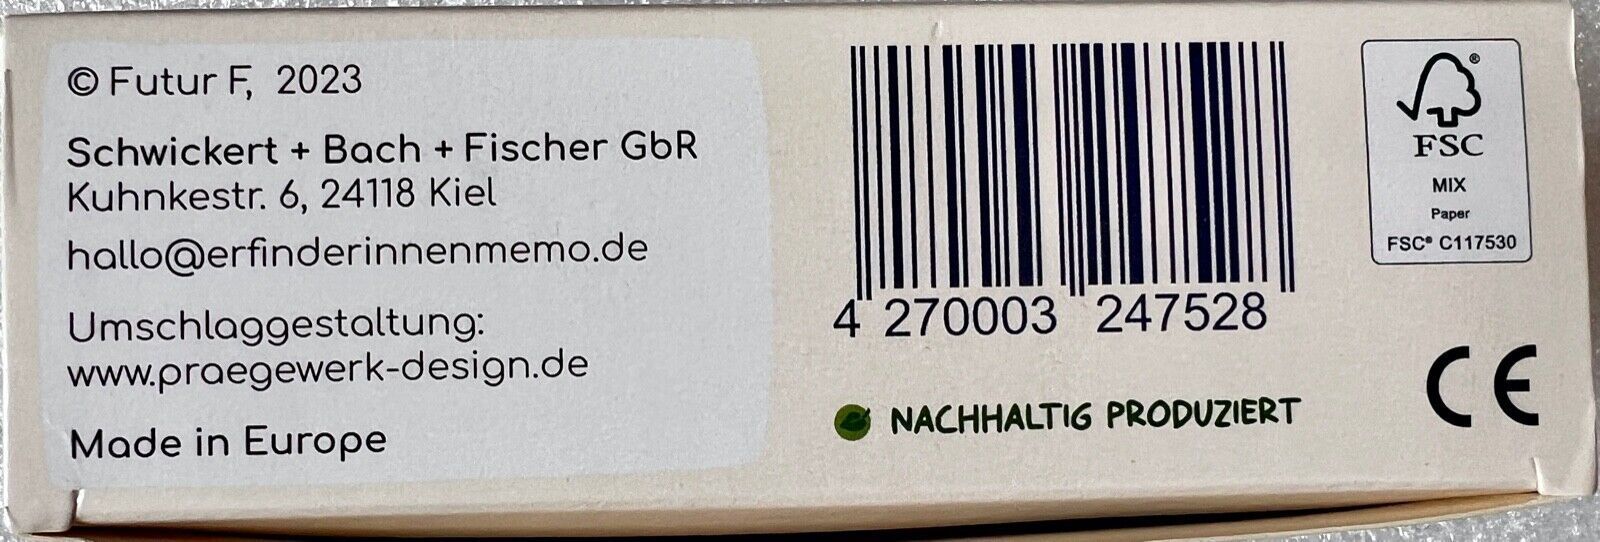 © Futur F, 2023
Schwickert + Bach + Fischer GbR
Kuhnkestr. 6, 24118 Kiel
hallo@erfinderinnenmemo.de
Umschlaggestaltung:
www.praegewerk-design.de
Made in Europe
4 270003 247528
NACHHALTIG PRODUZIERT
®
FSC
MIX
Paper
FSC® C117530
CE